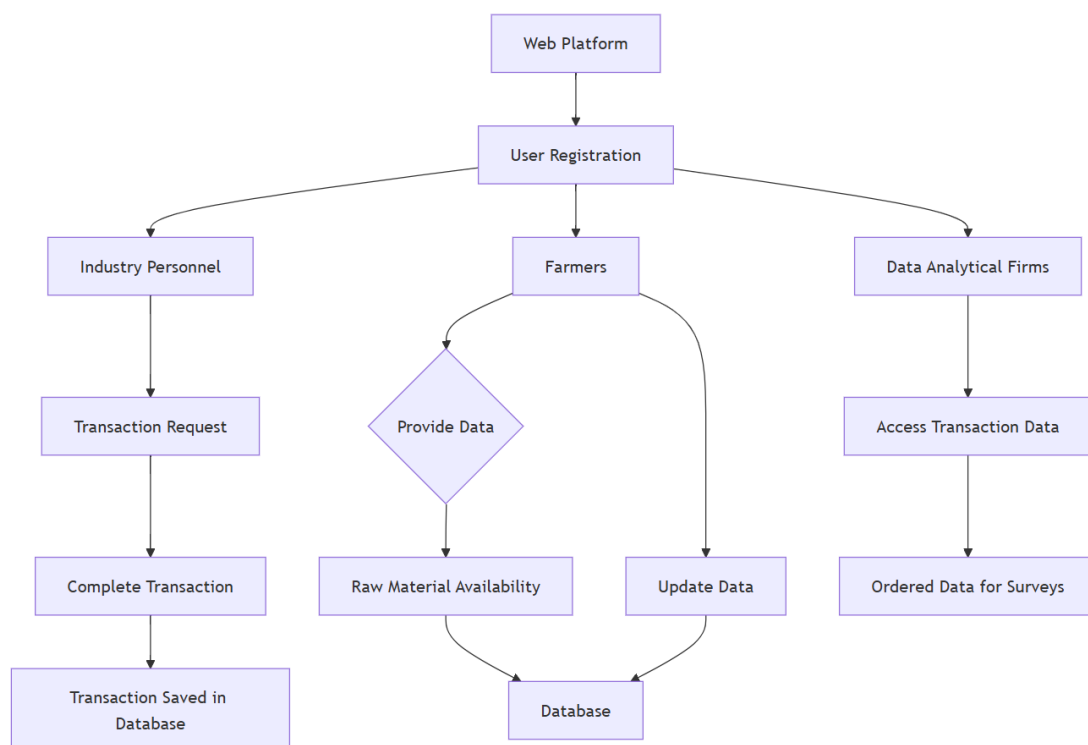 Web Platform
User Registration
Industry Personnel
Farmers
Data Analytical Firms
Transaction Request
Provide Data
Access Transaction Data
Complete Transaction
Raw Material Availability
Update Data
Ordered Data for Surveys
Transaction Saved in
Database
Database